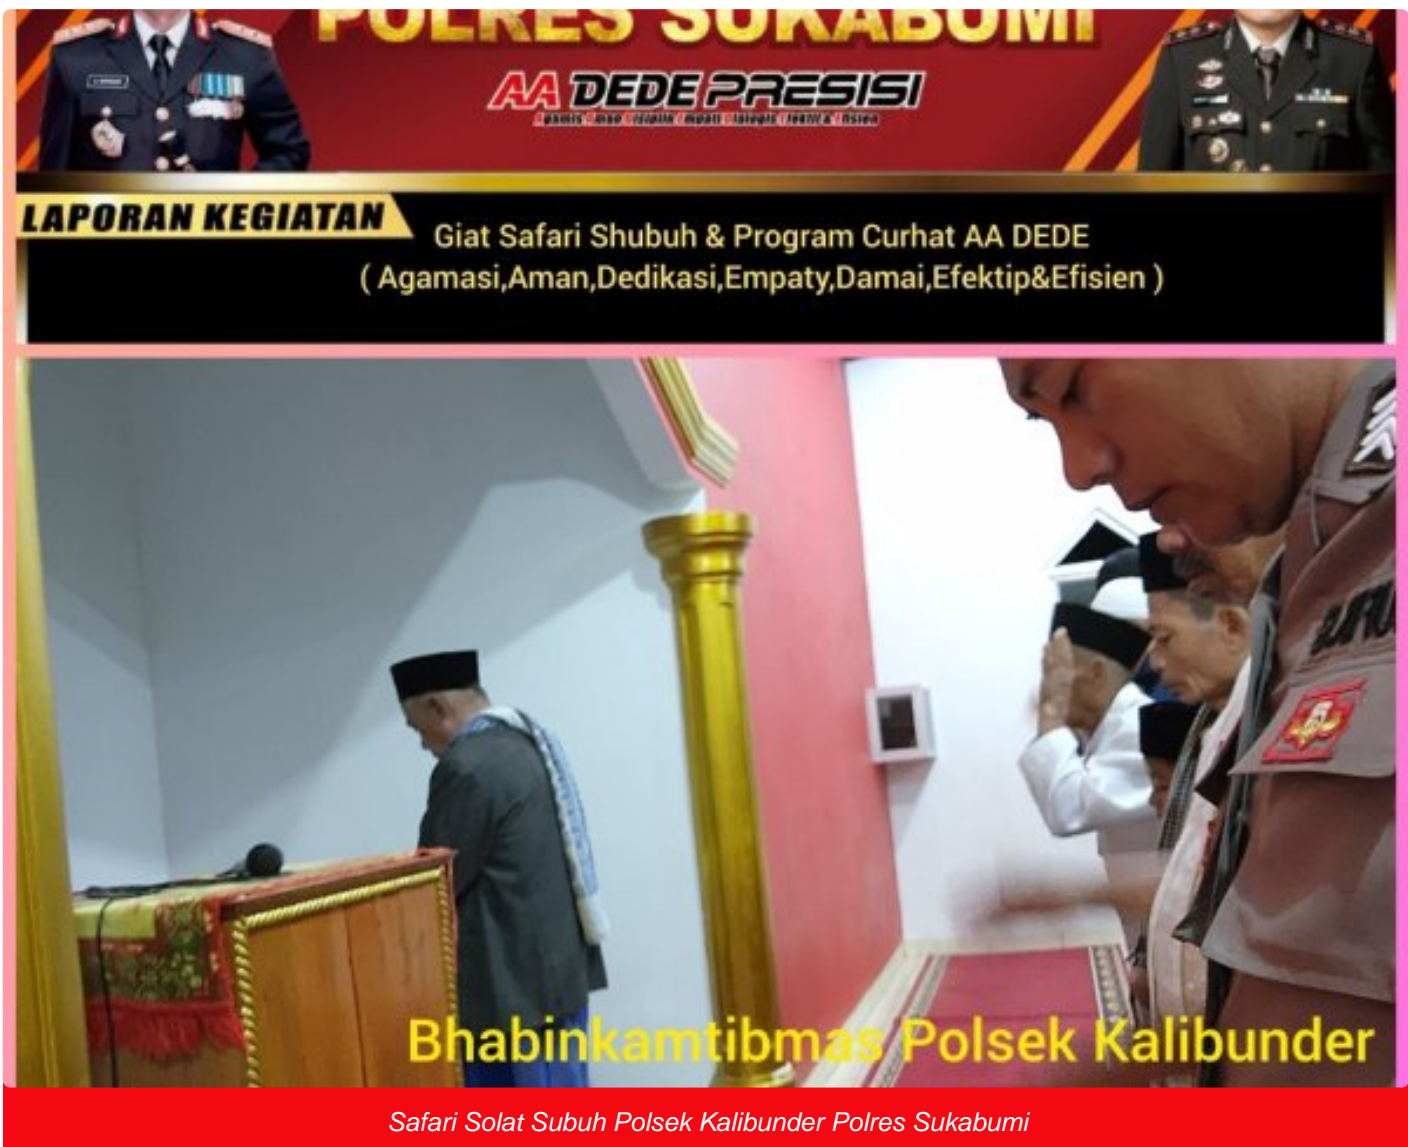 POLRES SUKABUMI
AA DEDE PRESISI
LAPORAN KEGIATAN
Giat Safari Shubuh & Program Curhat AA DEDE
( Agamasi,Aman,Dedikasi,Empaty,Damai,Efektip&Efisien )
Bhabinkamtibmas Polsek Kalibunder
Safari Solat Subuh Polsek Kalibunder Polres Sukabumi